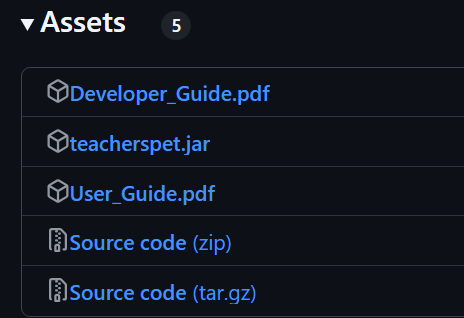 Assets 5
Developer_Guide.pdf
teacherspet.jar
User_Guide.pdf
Source code (zip)
Source code (tar.gz)